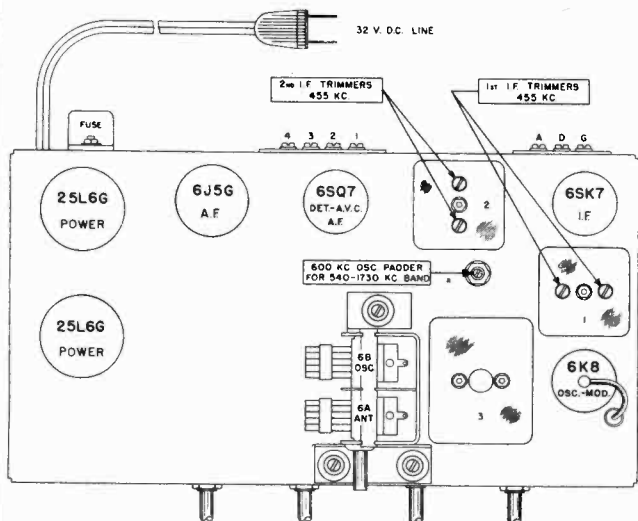 32 V. D.C. LINE
2ND I.F. TRIMMERS
455 KC.
1ST I.F. TRIMMERS
455 KC.
FUSE
4 3 2 1
A D G
25L6G
POWER
6J5G
A.F.
6SQ7
DET-A.V.C.
A.F.
2
6SK7
I.F.
600 KC OSC. PADDER
FOR 540-1730 KC BAND
1
25L6G
POWER
6B
OSC
6A
ANT
3
6K8
OSC.-MOD.